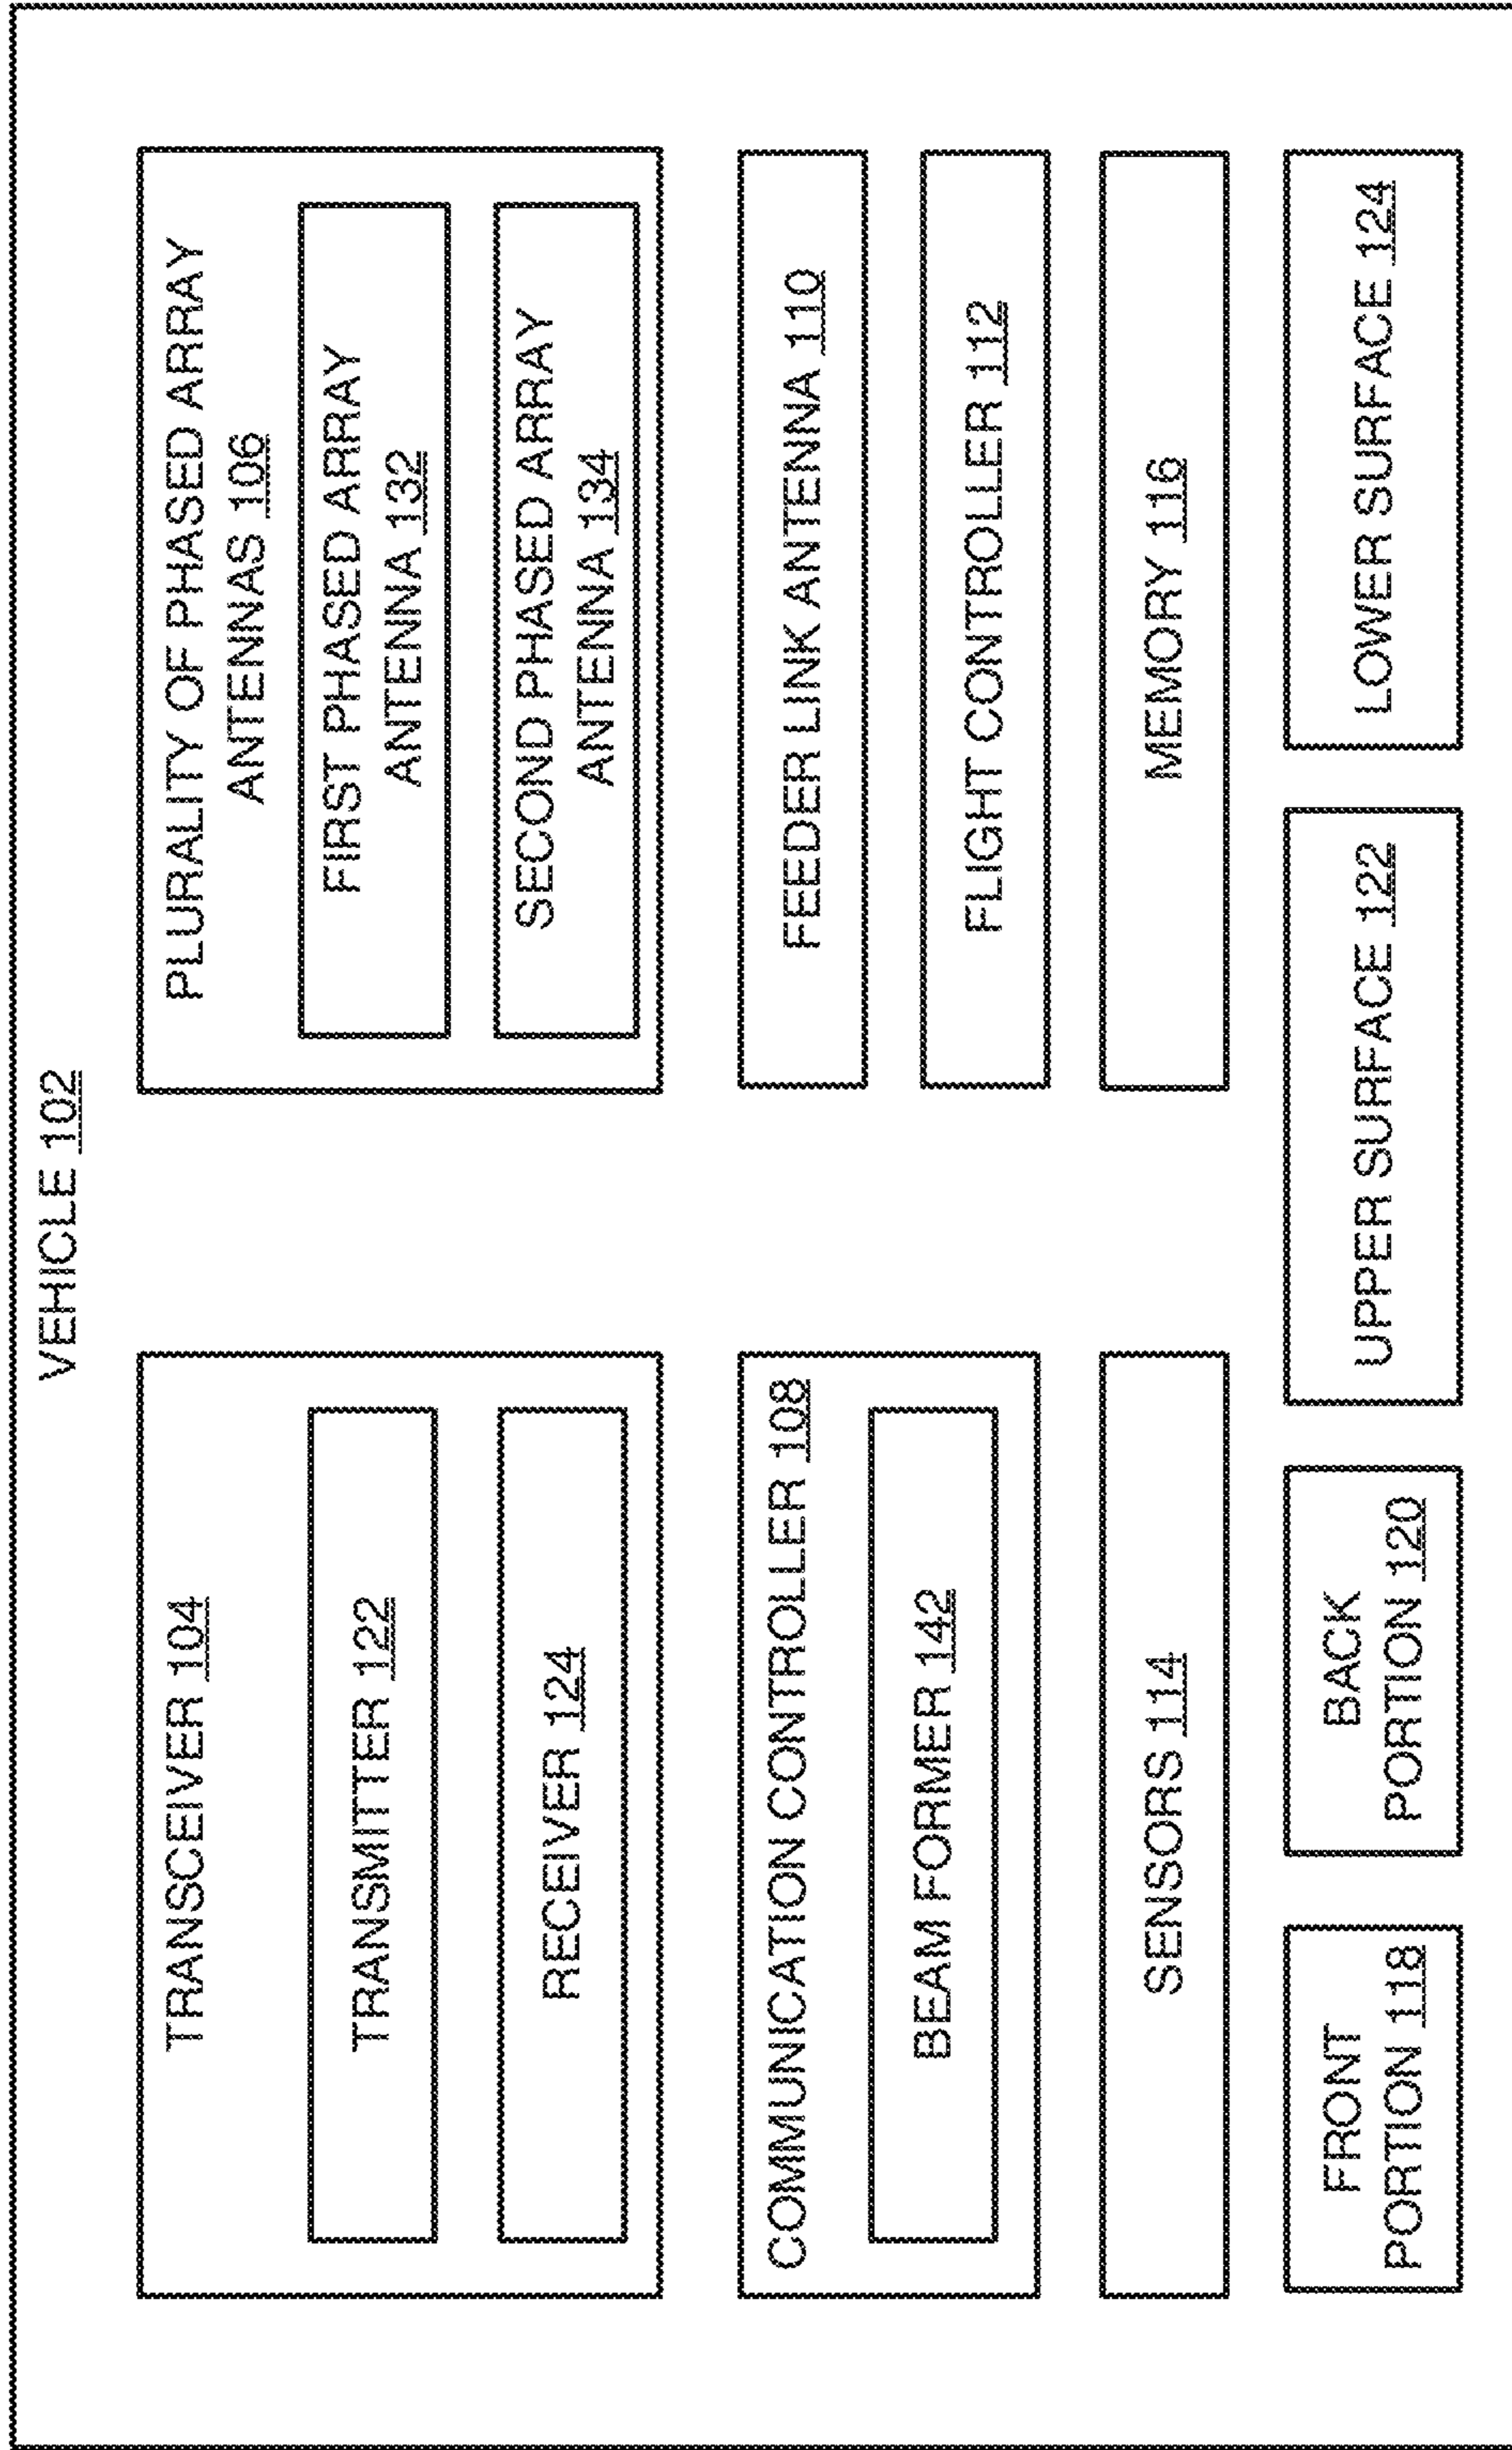 VEHICLE 102
TRANSCEIVER 104
TRANSMITTER 122
RECEIVER 124
PLURALITY OF PHASED ARRAY
ANTENNAS 106
FIRST PHASED ARRAY
ANTENNA 132
SECOND PHASED ARRAY
ANTENNA 134
COMMUNICATION CONTROLLER 108
BEAM FORMER 142
FEEDER LINK ANTENNA 110
FLIGHT CONTROLLER 112
SENSORS 114
MEMORY 116
FRONT
PORTION 118
BACK
PORTION 120
UPPER SURFACE 122
LOWER SURFACE 124